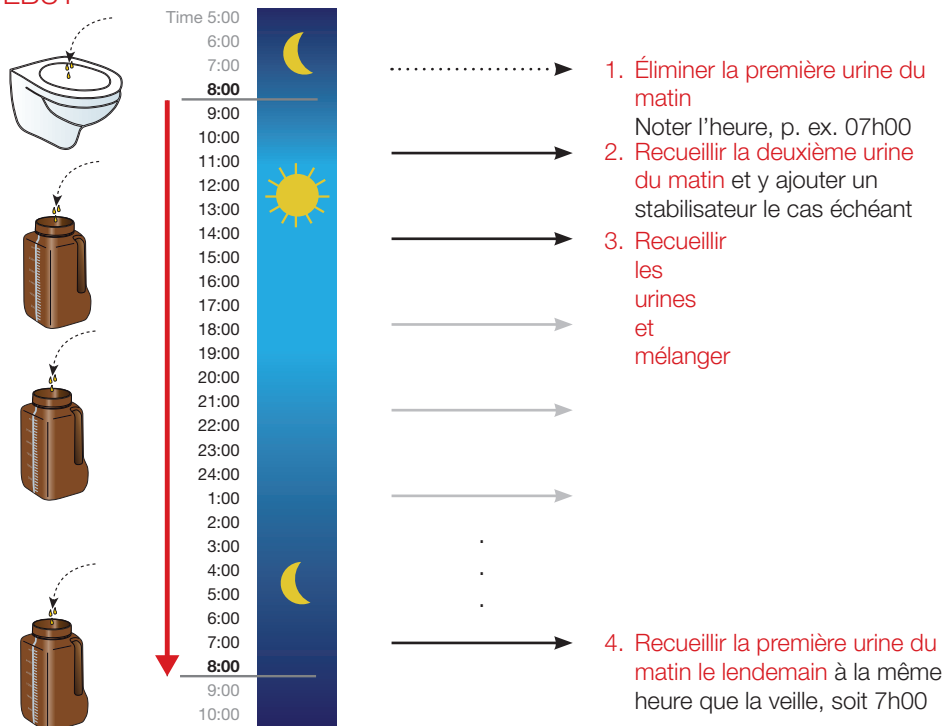 Time 5:00
6:00
7:00
8:00
9:00
10:00
11:00
12:00
13:00
14:00
15:00
16:00
17:00
18:00
19:00
20:00
21:00
22:00
23:00
24:00
1:00
2:00
3:00
4:00
5:00
6:00
7:00
8:00
9:00
10:00
1. Éliminer la première urine du
matin
Noter l’heure, p. ex. 07h00
2. Recueillir la deuxième urine
du matin et y ajouter un
stabilisateur le cas échéant
3. Recueillir
les
urines
et
mélanger
.
.
.
4. Recueillir la première urine du
matin le lendemain à la même
heure que la veille, soit 7h00